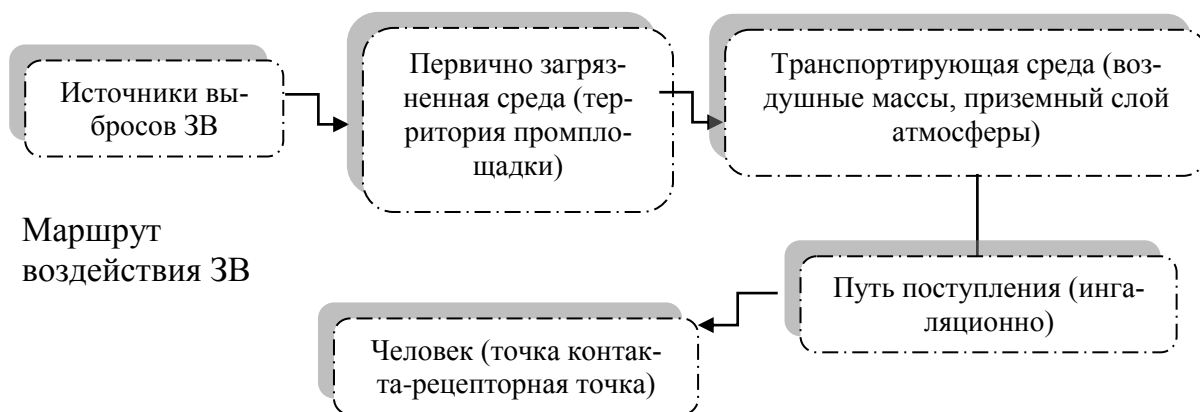 Источники вы-
бросов ЗВ
Первично загряз-
ненная среда (тер-
ритория промпло-
щадки)
Транспортирующая среда (воз-
душные массы, приземный слой
атмосферы)
Маршрут
воздействия ЗВ
Путь поступления (инга-
ляционно)
Человек (точка контак-
та-рецепторная точка)